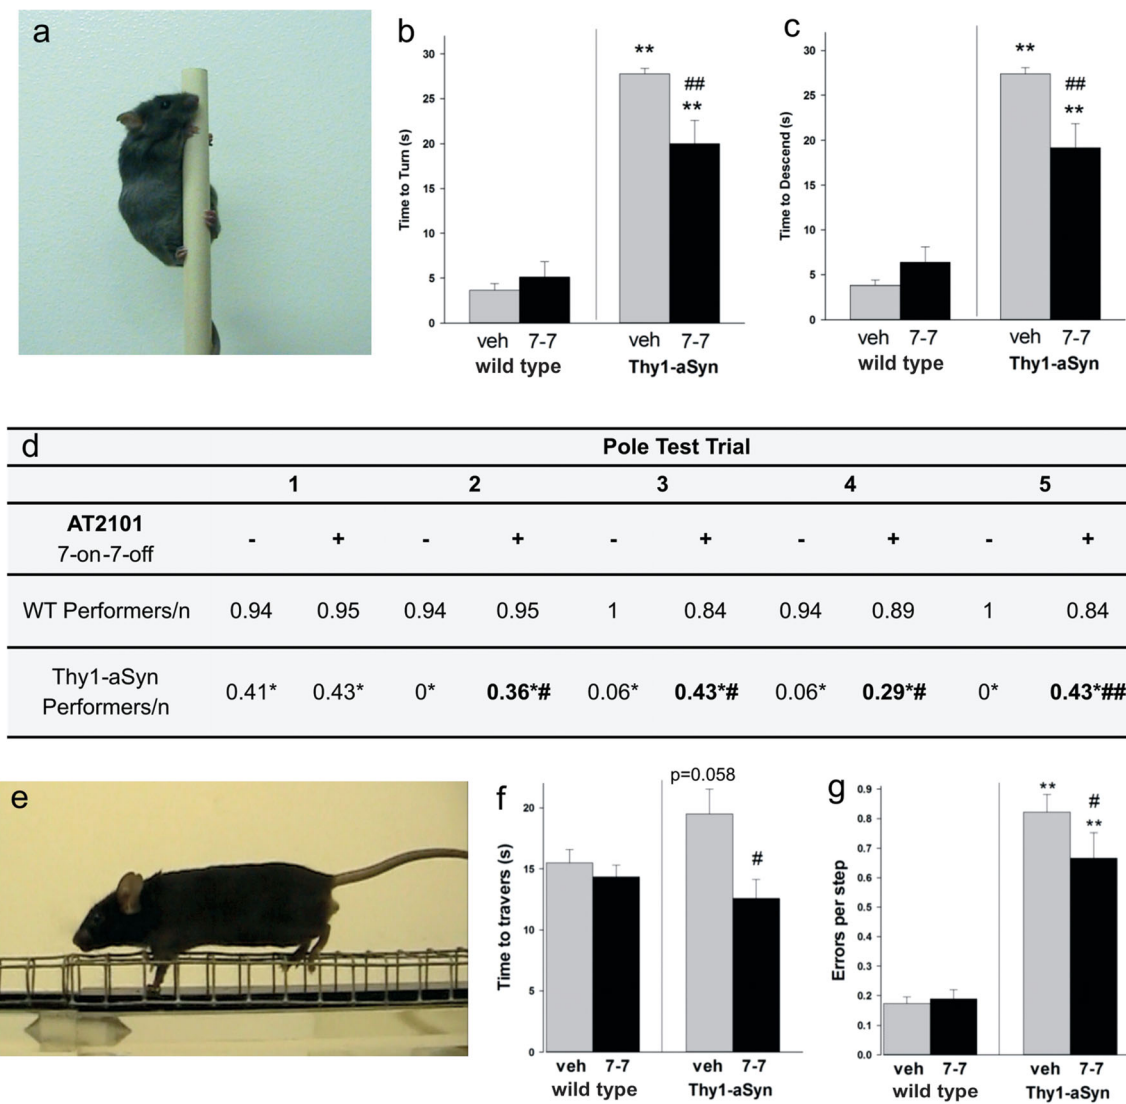 a
b
30
25
20
15
10
5
0
Time to Turn (s)
**
##
**
veh 7-7 veh 7-7
wild type Thy1-aSyn
c
30
25
20
15
10
5
0
Time to Descend (s)
**
##
**
veh 7-7 veh 7-7
wild type Thy1-aSyn
d
Pole Test Trial
1 2 3 4 5
AT2101
7-on-7-off
- + - + - + - + - +
WT Performers/n 0.94 0.95 0.94 0.95 1 0.84 0.94 0.89 1 0.84
Thy1-aSyn
Performers/n
0.41* 0.43* 0* 0.36*# 0.06* 0.43*# 0.06* 0.29*# 0* 0.43*##
e
f
p=0.058
20
15
10
5
0
Time to travers (s)
#
veh 7-7 veh 7-7
wild type Thy1-aSyn
g
0.9
0.8
0.7
0.6
0.5
0.4
0.3
0.2
0.1
0.0
Errors per step
**
#
**
veh 7-7 veh 7-7
wild type Thy1-aSyn